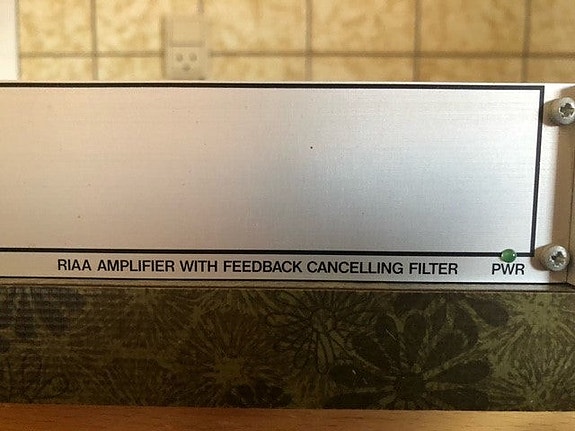 RIAA AMPLIFIER WITH FEEDBACK CANCELLING FILTER PWR